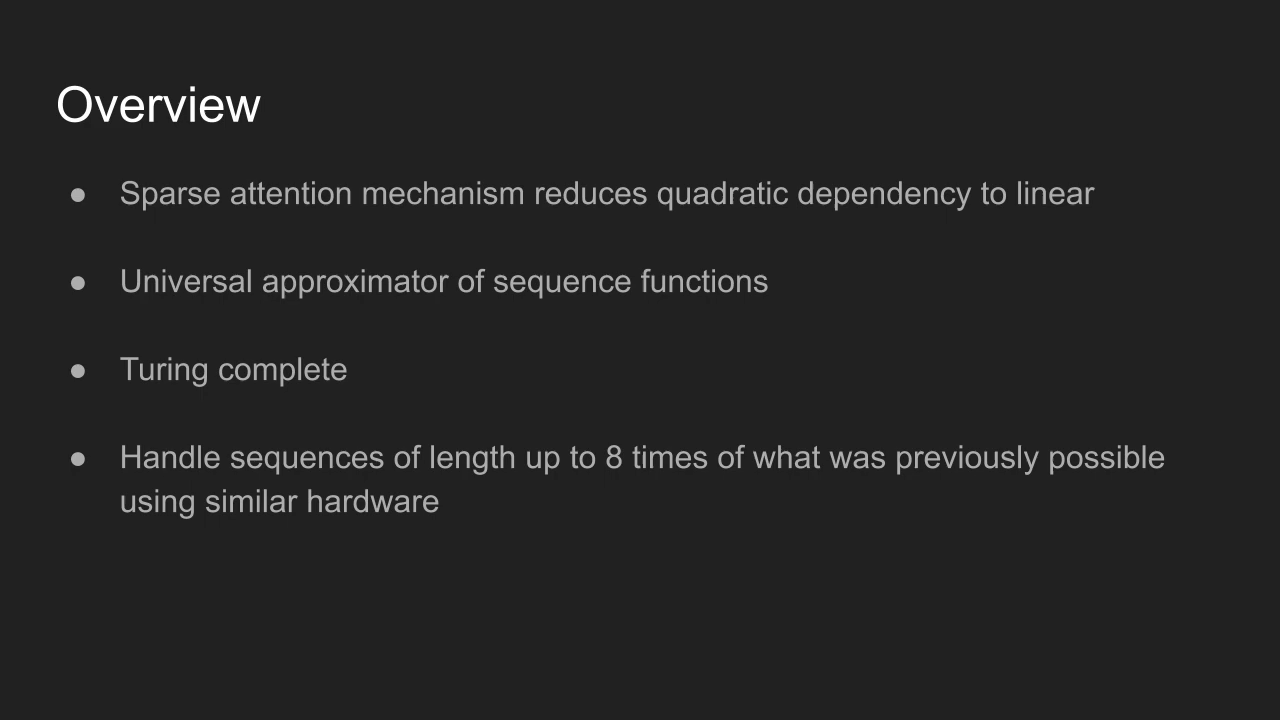 Overview
● Sparse attention mechanism reduces quadratic dependency to linear
● Universal approximator of sequence functions
● Turing complete
● Handle sequences of length up to 8 times of what was previously possible
using similar hardware